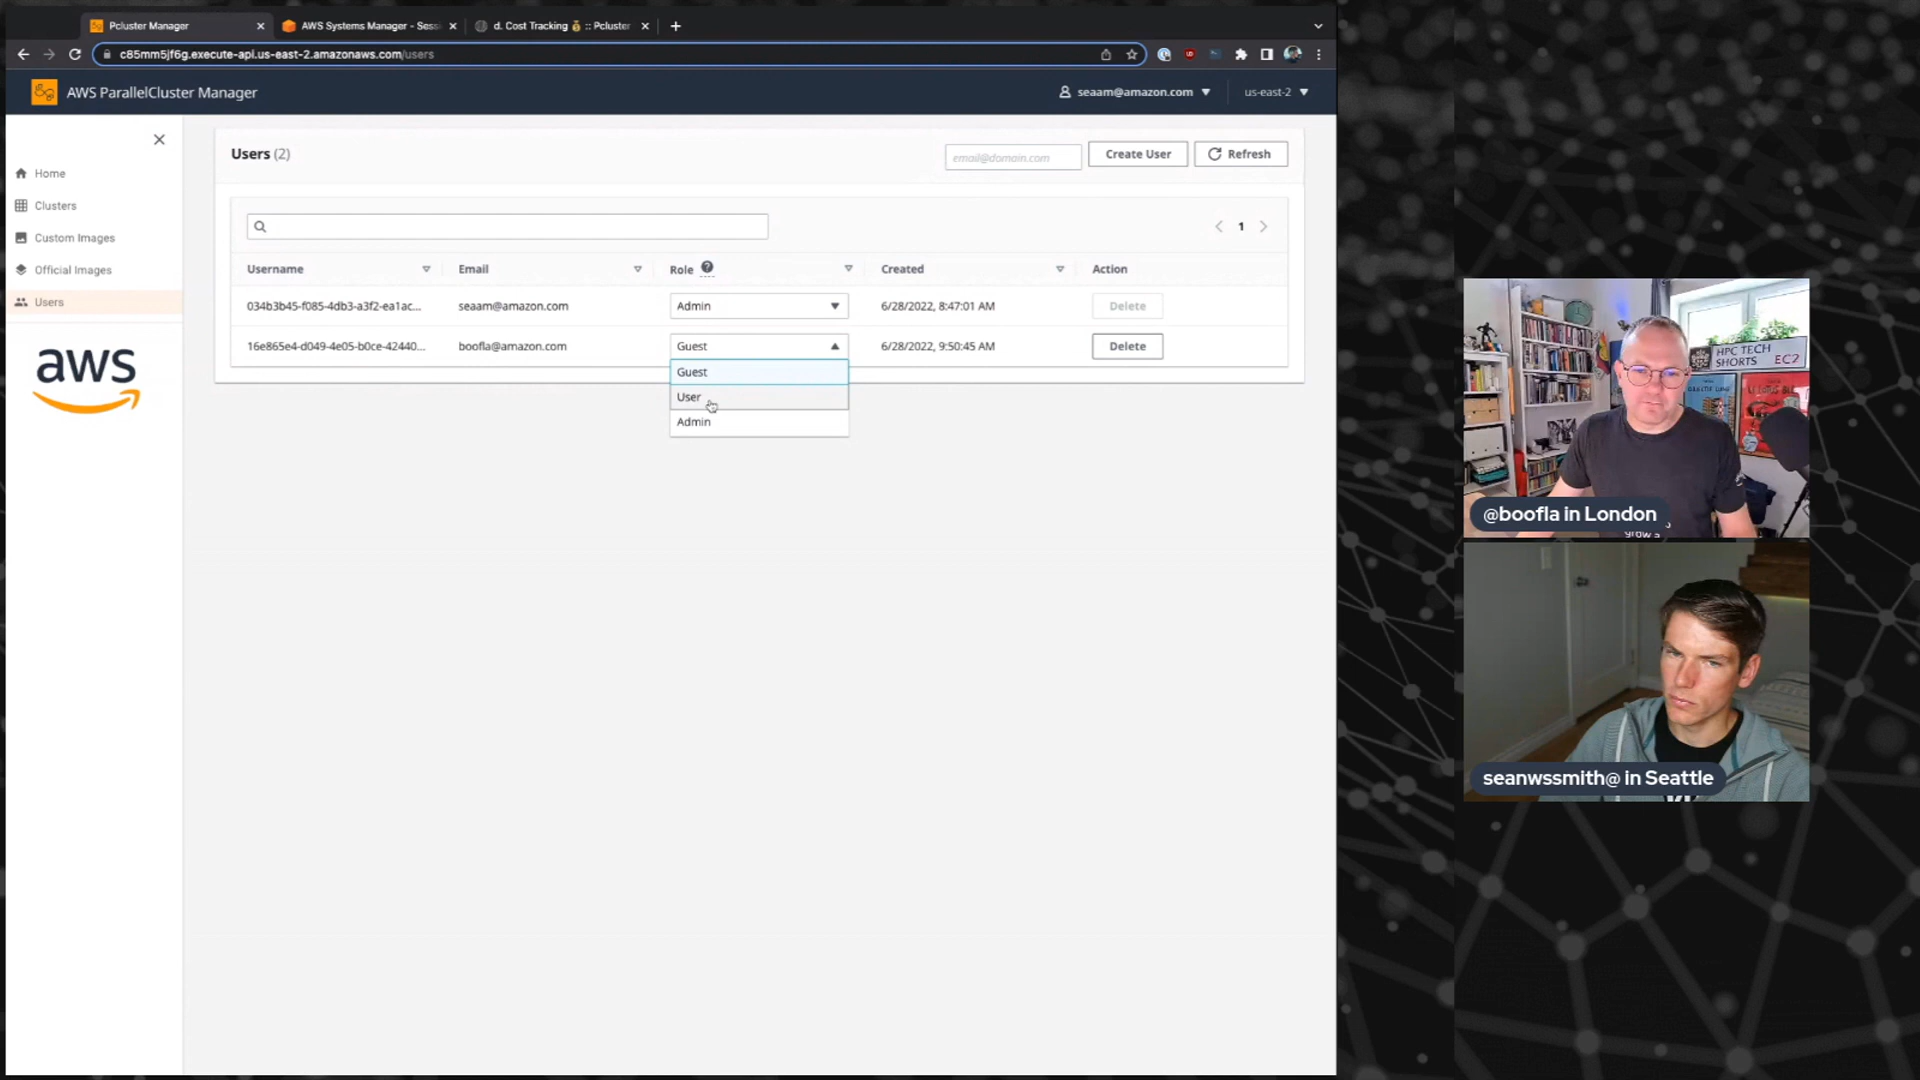 Pcluster Manager
AWS Systems Manager - Sess
d. Cost Tracking 💰 :: Pcluster
c85mm5jf6g.execute-api.us-east-2.amazonaws.com/users
AWS ParallelCluster Manager
seaam@amazon.com
us-east-2
Home
Clusters
Custom Images
Official Images
Users
aws
Users (2)
email@domain.com
Create User
Refresh
1
Username
Email
Role
Created
Action
034b3b45-f085-4db3-a3f2-ea1ac...
seaam@amazon.com
Admin
6/28/2022, 8:47:01 AM
Delete
16e865e4-d049-4e05-b0ce-42440...
boofla@amazon.com
Guest
6/28/2022, 9:50:45 AM
Delete
Guest
User
Admin
HPC TECH
SHORTS EC2
@boofla in London
seanwssmith@ in Seattle